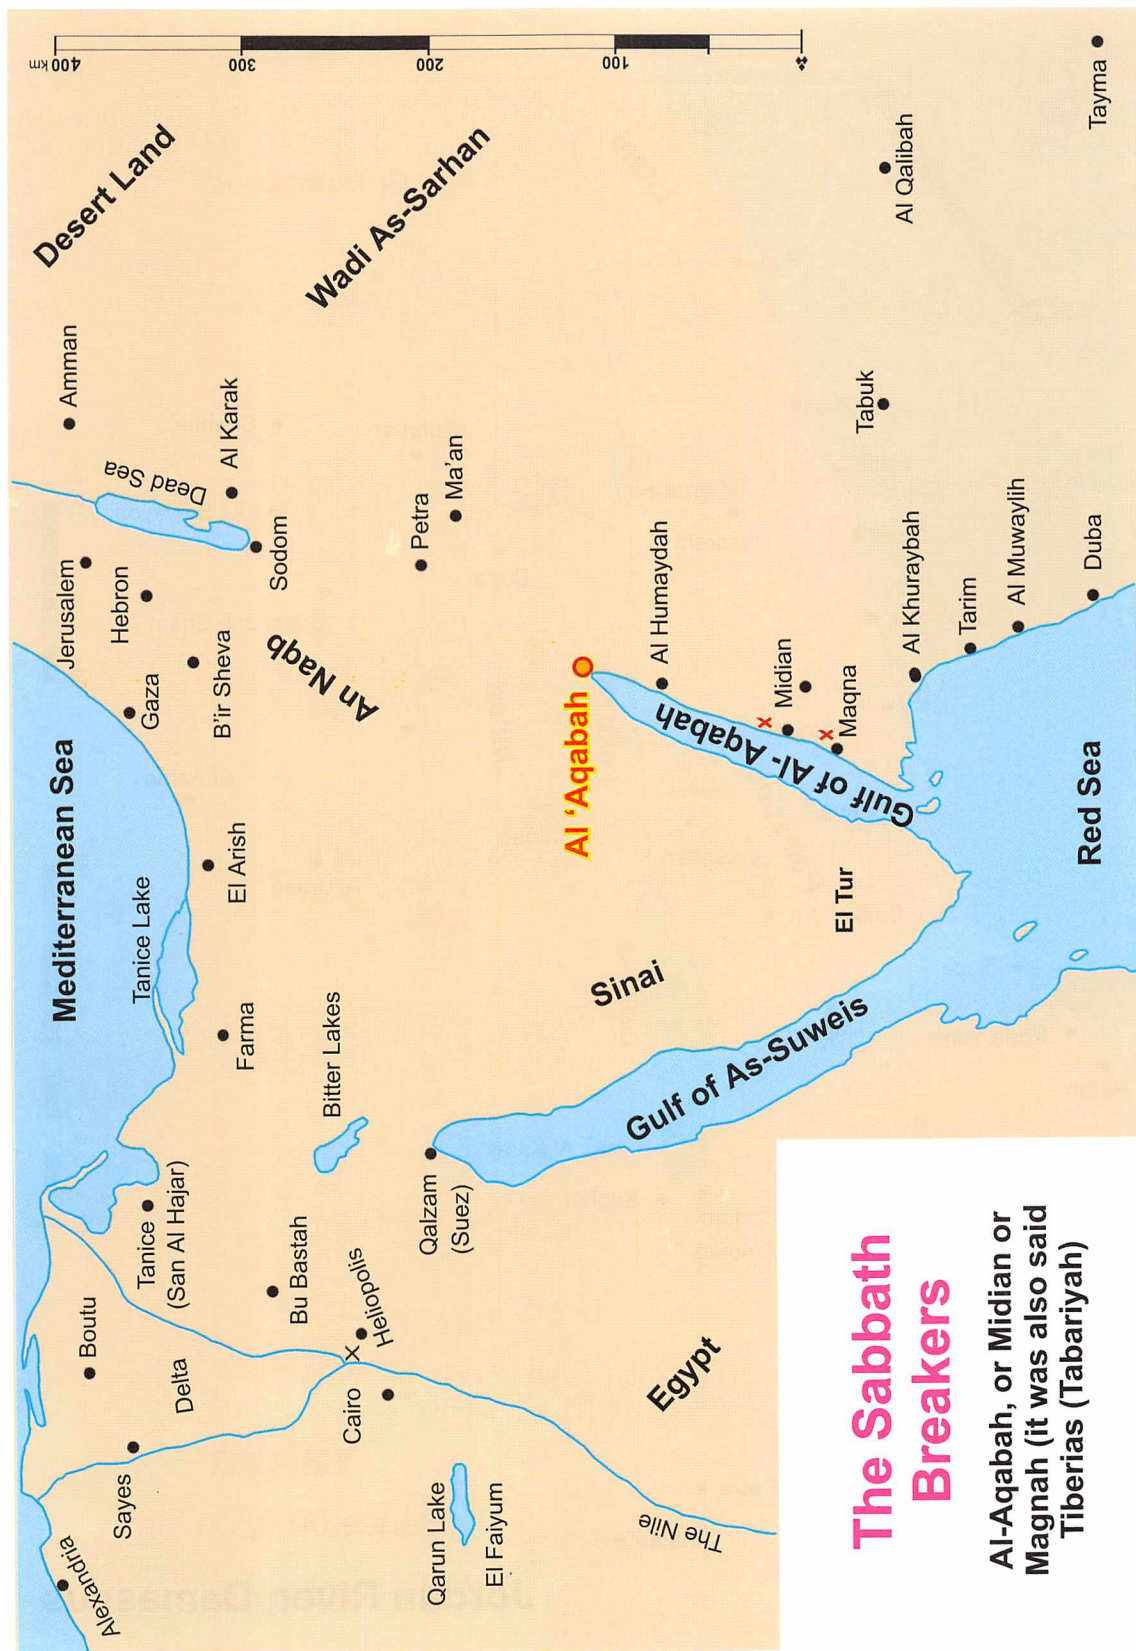 Alexandria
Mediterranean Sea
Jerusalem
Amman
Desert Land
km
400
Boutu
Sayes
Delta
Tanice
(San Al Hajar)
Tanice Lake
Gaza
Hebron
Dead Sea
Al Karak
B'ir Sheva
El Arish
Farma
Sodom
300
Bu Bastah
Bitter Lakes
An Naqb
Wadi As-Sarhan
Cairo
Heliopolis
Qalzam
(Suez)
Petra
Ma'an
200
Qarun Lake
El Faiyum
Al 'Aqabah
Sinai
Al Humaydah
100
The Nile
Egypt
Gulf of As-Suweis
Gulf of Al- Aqabah
Midian
Maqna
El Tur
Tabuk
Al Qalibah
Al Khuraybah
Tarim
Al Muwaylih
Duba
Tayma
Red Sea
The Sabbath
Breakers
Al-Aqabah, or Midian or
Magnah (it was also said
Tiberias (Tabariyah)